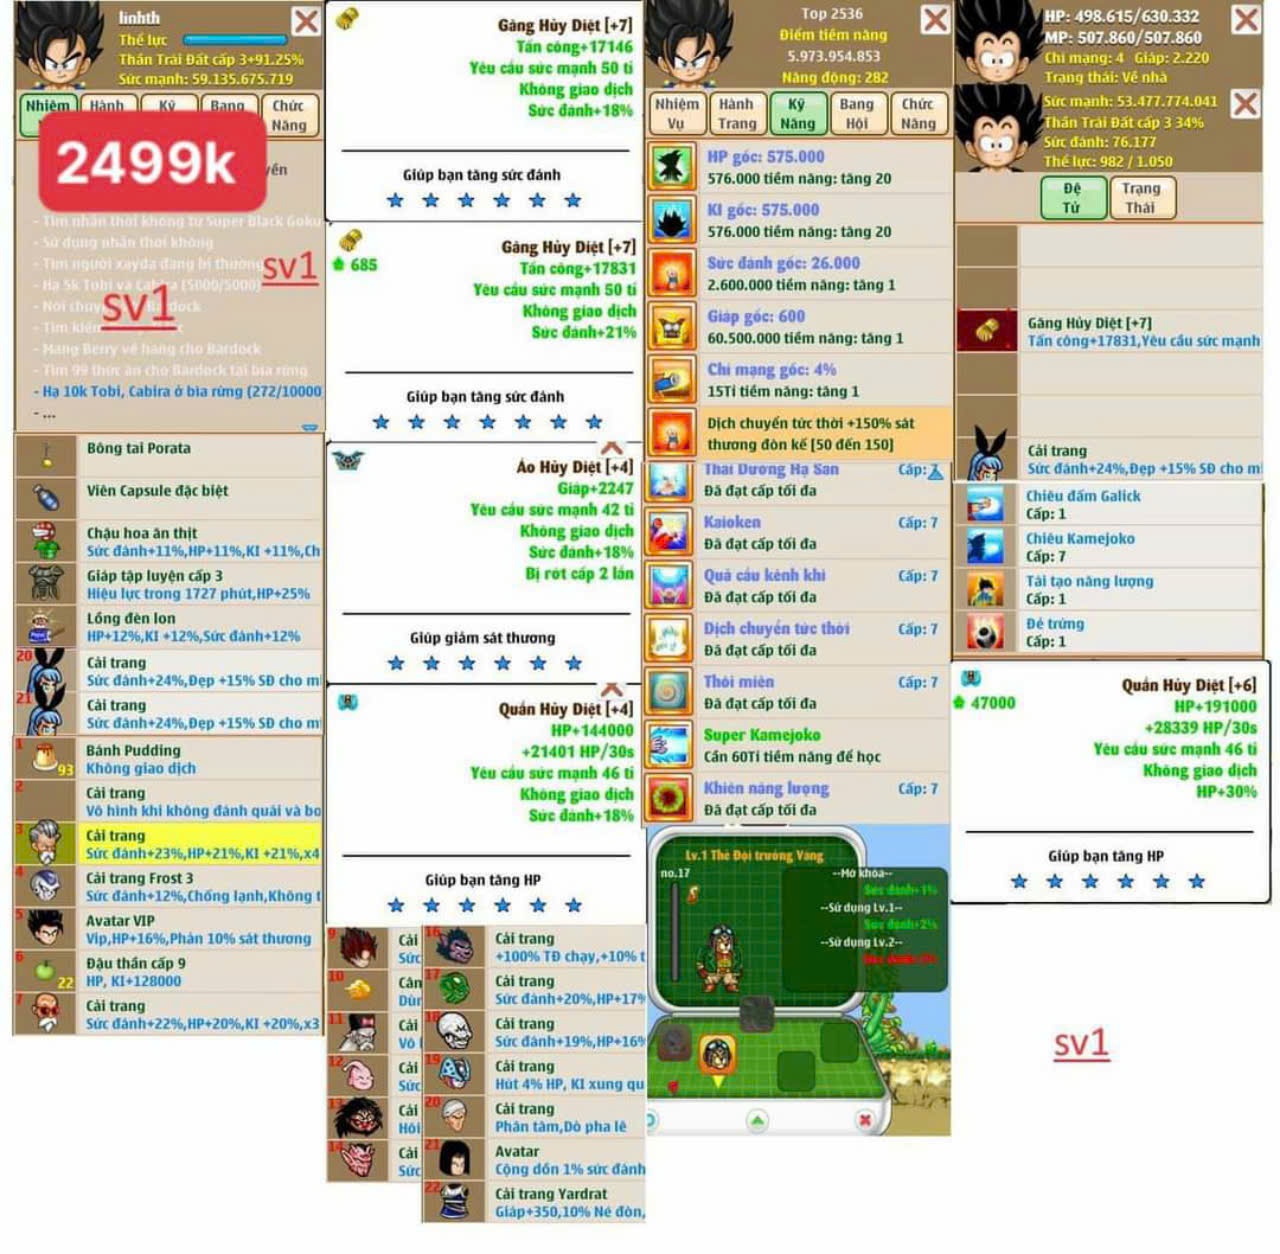 linhth
Thể lực
Thần Trái Đất cấp 3+91.25%
Sức mạnh: 59.135.675.719
Nhiệm
Hành
Kỹ
Bang
Chức
Năng
2499k
- Tìm nhẫn thời không từ Super Black Goku
- Sử dụng nhẫn thời không
- Tìm người xayda đang bị thương
sv1
- Hạ 5k Tobi và Cabira (5000/5000)
sv1
- Mang Berry về hang cho Bardock
- Tìm 99 thức ăn cho Bardock tại bìa rừng
- Hạ 10k Tobi, Cabira ở bìa rừng (272/10000
- ...
Bông tai Porata
Viên Capsule đặc biệt
Chậu hoa ăn thịt
Sức đánh+11%,HP+11%,KI +11%,Ch
Giáp tập luyện cấp 3
Hiệu lực trong 1727 phút,HP+25%
Lồng đèn lon
HP+12%,KI +12%,Sức đánh+12%
20
Cải trang
Sức đánh+24%,Đẹp +15% SĐ cho m
21
Cải trang
Sức đánh+24%,Đẹp +15% SĐ cho m
1
93
Bánh Pudding
Không giao dịch
2
Cải trang
Vô hình khi không đánh quái và bo
3
Cải trang
Sức đánh+23%,HP+21%,KI +21%,x4
4
Cải trang Frost 3
Sức đánh+12%,Chống lạnh,Không t
5
Avatar VIP
Vip,HP+16%,Phản 10% sát thương
6
22
Đậu thần cấp 9
HP, KI+128000
7
Cải trang
Sức đánh+22%,HP+20%,KI +20%,x3
Găng Hủy Diệt [+7]
Tấn công+17146
Yêu cầu sức mạnh 50 tỉ
Không giao dịch
Sức đánh+18%
Giúp bạn tăng sức đánh
Găng Hủy Diệt [+7]
685
Tấn công+17831
Yêu cầu sức mạnh 50 tỉ
Không giao dịch
Sức đánh+21%
Giúp bạn tăng sức đánh
Áo Hủy Diệt [+4]
Giáp+2247
Yêu cầu sức mạnh 42 tỉ
Không giao dịch
Sức đánh+18%
Bị rớt cấp 2 lần
Giúp giảm sát thương
Quần Hủy Diệt [+4]
HP+144000
+21401 HP/30s
Yêu cầu sức mạnh 46 tỉ
Không giao dịch
Sức đánh+18%
Giúp bạn tăng HP
9
Cải
Sức
10
Cân
Dùn
11
Cải
Vô
12
Cải
Sức
13
Cải
Hôi
14
Cải
Sức
16
Cải trang
+100% TĐ chạy,+10% t
17
Cải trang
Sức đánh+20%,HP+17%
18
Cải trang
Sức đánh+19%,HP+16%
19
Cải trang
Hút 4% HP, KI xung qu
20
Cải trang
Phân tâm,Dò pha lê
21
Avatar
Cộng dồn 1% sức đánh
22
Cải trang Yardrat
Giáp+350,10% Né đòn,
Top 2536
Điểm tiềm năng
5.973.954.853
Năng động: 282
Nhiệm
Vụ
Hành
Trang
Kỹ
Năng
Bang
Hội
Chức
Năng
HP gốc: 575.000
576.000 tiềm năng: tăng 20
KI gốc: 575.000
576.000 tiềm năng: tăng 20
Sức đánh gốc: 26.000
2.600.000 tiềm năng: tăng 1
Giáp gốc: 600
60.500.000 tiềm năng: tăng 1
Chí mạng gốc: 4%
15Tỉ tiềm năng: tăng 1
Dịch chuyển tức thời +150% sát
thương đòn kế [50 đến 150]
Thái Dương Hạ San
Cấp: 7
Đã đạt cấp tối đa
Kaioken
Cấp: 7
Đã đạt cấp tối đa
Quả cầu kênh khi
Cấp: 7
Đã đạt cấp tối đa
Dịch chuyển tức thời
Cấp: 7
Đã đạt cấp tối đa
Thôi miên
Cấp: 7
Đã đạt cấp tối đa
Super Kamejoko
Cần 60Tỉ tiềm năng để học
Khiên năng lượng
Cấp: 7
Đã đạt cấp tối đa
Lv.1 Thẻ Đội trưởng Vàng
no.17
--Mở khóa--
Sức đánh+1%
--Sử dụng Lv.1--
Sức đánh+2%
--Sử dụng Lv.2--
HP: 498.615/630.332
MP: 507.860/507.860
Chí mạng: 4 Giáp: 2.220
Trạng thái: Về nhà
Sức mạnh: 53.477.774.041
Thần Trái Đất cấp 3 34%
Sức đánh: 76.177
Thể lực: 982 / 1.050
Đệ
Tử
Trạng
Thái
Găng Hủy Diệt [+7]
Tấn công+17831,Yêu cầu sức mạnh
Cải trang
Sức đánh+24%,Đẹp +15% SĐ cho m
Chiêu đấm Galick
Cấp: 1
Chiêu Kamejoko
Cấp: 7
Tái tạo năng lượng
Cấp: 1
Đẻ trứng
Cấp: 1
Quần Hủy Diệt [+6]
47000
HP+191000
+28339 HP/30s
Yêu cầu sức mạnh 46 tỉ
Không giao dịch
HP+30%
Giúp bạn tăng HP
sv1